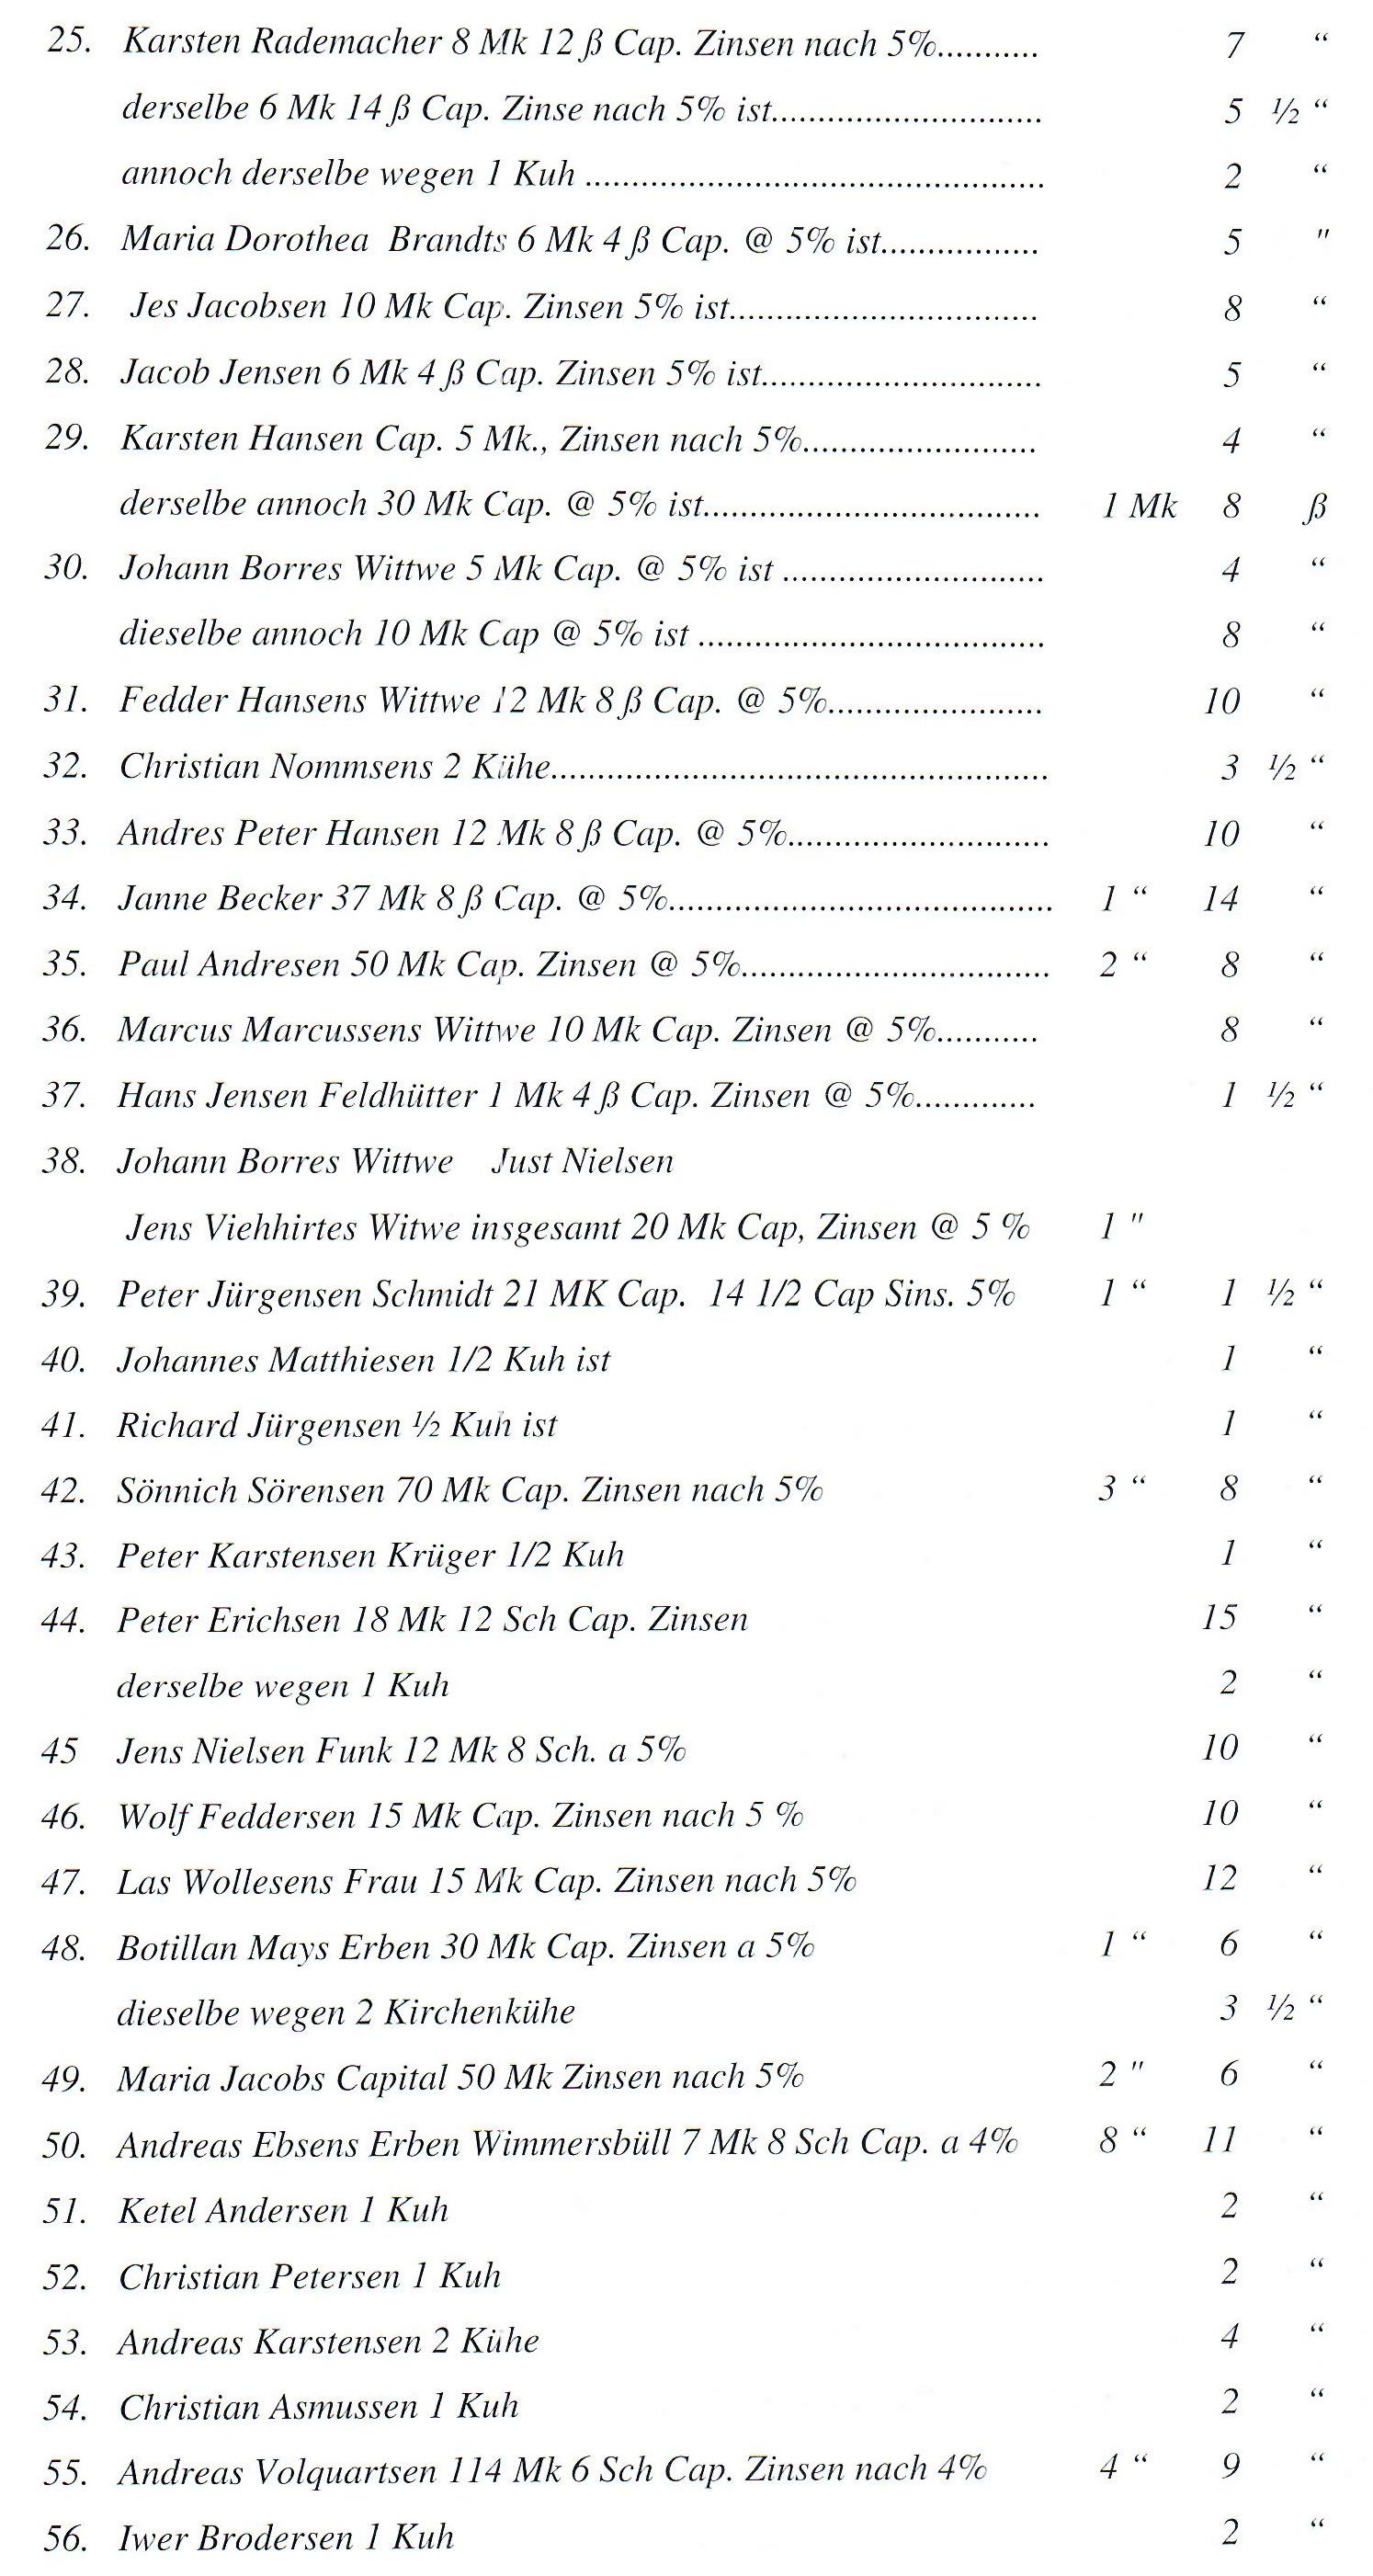 25. Karsten Rademacher 8 Mk 12 ß Cap. Zinsen nach 5%........... 7 “
derselbe 6 Mk 14 ß Cap. Zinse nach 5% ist............................. 5 ½ “
annoch derselbe wegen 1 Kuh ................................................. 2 “
26. Maria Dorothea Brandts 6 Mk 4 ß Cap. @ 5% ist................. 5 "
27. Jes Jacobsen 10 Mk Cap. Zinsen 5% ist................................. 8 “
28. Jacob Jensen 6 Mk 4 ß Cap. Zinsen 5% ist.............................. 5 “
29. Karsten Hansen Cap. 5 Mk., Zinsen nach 5%......................... 4 “
derselbe annoch 30 Mk Cap. @ 5% ist.................................... 1 Mk 8 ß
30. Johann Borres Wittwe 5 Mk Cap. @ 5% ist ............................ 4 “
dieselbe annoch 10 Mk Cap @ 5% ist ..................................... 8 “
31. Fedder Hansens Wittwe 12 Mk 8 ß Cap. @ 5%....................... 10 “
32. Christian Nommsens 2 Kühe..................................................... 3 ½ “
33. Andres Peter Hansen 12 Mk 8 ß Cap. @ 5%............................ 10 “
34. Janne Becker 37 Mk 8 ß Cap. @ 5%......................................... 1 “ 14 “
35. Paul Andresen 50 Mk Cap. Zinsen @ 5%................................. 2 “ 8 “
36. Marcus Marcussens Wittwe 10 Mk Cap. Zinsen @ 5%........... 8 “
37. Hans Jensen Feldhütter 1 Mk 4 ß Cap. Zinsen @ 5%............. 1 ½ “
38. Johann Borres Wittwe Just Nielsen
Jens Viehhirtes Witwe insgesamt 20 Mk Cap, Zinsen @ 5 % 1 "
39. Peter Jürgensen Schmidt 21 MK Cap. 14 1/2 Cap Sins. 5% 1 “ 1 ½ “
40. Johannes Matthiesen 1/2 Kuh ist 1 “
41. Richard Jürgensen ½ Kuh ist 1 “
42. Sönnich Sörensen 70 Mk Cap. Zinsen nach 5% 3 “ 8 “
43. Peter Karstensen Krüger 1/2 Kuh 1 “
44. Peter Erichsen 18 Mk 12 Sch Cap. Zinsen 15 “
derselbe wegen 1 Kuh 2 “
45 Jens Nielsen Funk 12 Mk 8 Sch. a 5% 10 “
46. Wolf Feddersen 15 Mk Cap. Zinsen nach 5 % 10 “
47. Las Wollesens Frau 15 Mk Cap. Zinsen nach 5% 12 “
48. Botillan Mays Erben 30 Mk Cap. Zinsen a 5% 1 “ 6 “
dieselbe wegen 2 Kirchenkühe 3 ½ “
49. Maria Jacobs Capital 50 Mk Zinsen nach 5% 2 " 6 “
50. Andreas Ebsens Erben Wimmersbüll 7 Mk 8 Sch Cap. a 4% 8 “ 11 “
51. Ketel Andersen 1 Kuh 2 “
52. Christian Petersen 1 Kuh 2 “
53. Andreas Karstensen 2 Kühe 4 “
54. Christian Asmussen 1 Kuh 2 “
55. Andreas Volquartsen 114 Mk 6 Sch Cap. Zinsen nach 4% 4 “ 9 “
56. Iwer Brodersen 1 Kuh 2 “